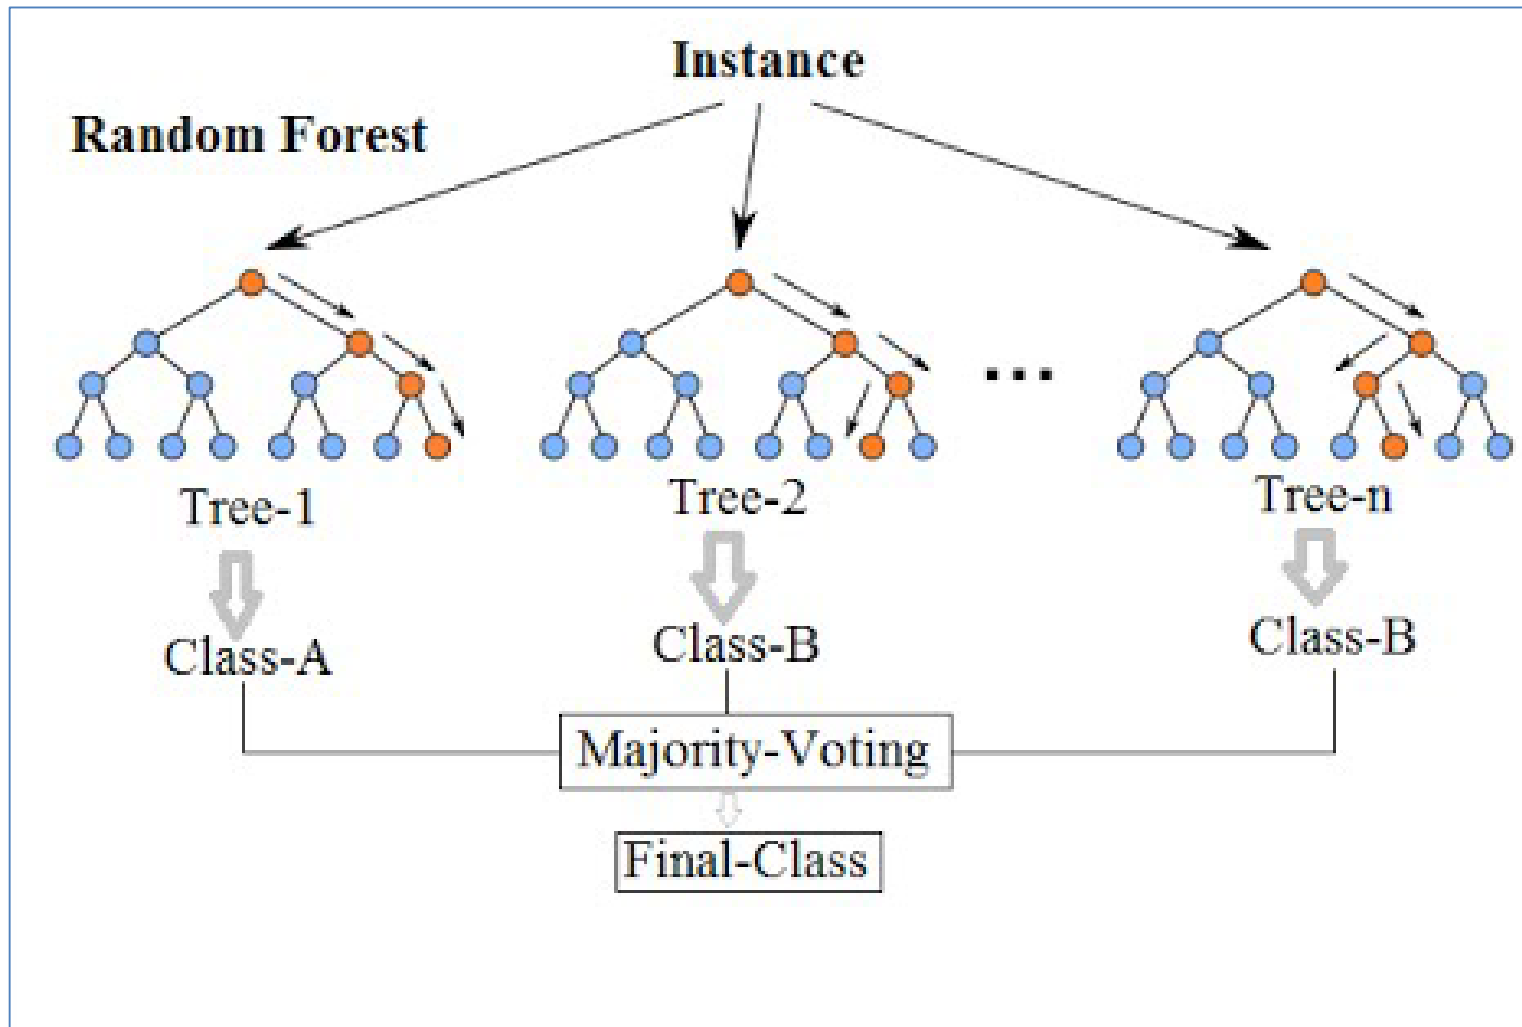 Instance
Random Forest
...
Tree-1
Tree-2
Tree-n
Class-A
Class-B
Class-B
Majority-Voting
Final-Class